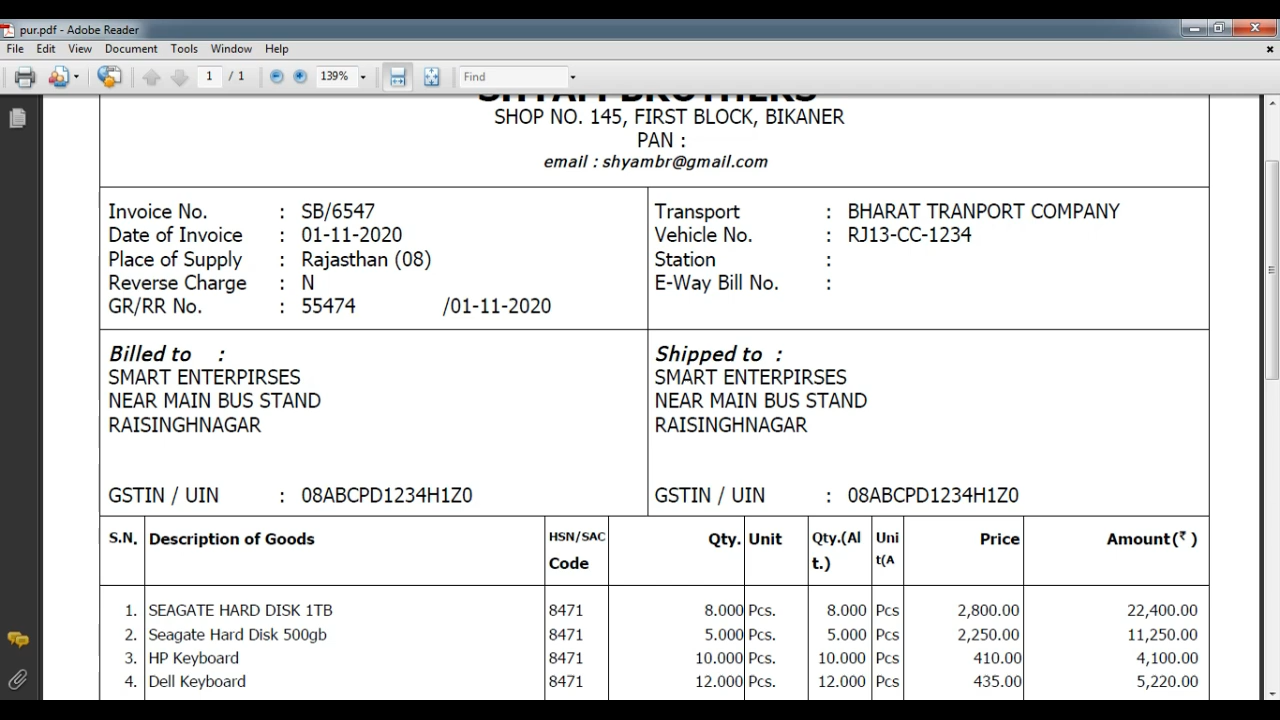 pur.pdf - Adobe Reader
File Edit View Document Tools Window Help
1 / 1 139% Find
SHYAM BROTHERS
SHOP NO. 145, FIRST BLOCK, BIKANER
PAN :
email : shyambr@gmail.com
Invoice No. : SB/6547
Date of Invoice : 01-11-2020
Place of Supply : Rajasthan (08)
Reverse Charge : N
GR/RR No. : 55474 /01-11-2020
Transport : BHARAT TRANPORT COMPANY
Vehicle No. : RJ13-CC-1234
Station :
E-Way Bill No. :
Billed to :
SMART ENTERPIRSES
NEAR MAIN BUS STAND
RAISINGHNAGAR
GSTIN / UIN : 08ABCPD1234H1Z0
Shipped to :
SMART ENTERPIRSES
NEAR MAIN BUS STAND
RAISINGHNAGAR
GSTIN / UIN : 08ABCPD1234H1Z0
S.N. Description of Goods HSN/SAC Code Qty. Unit Qty.(Alt.) Unit(A Price Amount(₹ )
1. SEAGATE HARD DISK 1TB 8471 8.000 Pcs. 8.000 Pcs 2,800.00 22,400.00
2. Seagate Hard Disk 500gb 8471 5.000 Pcs. 5.000 Pcs 2,250.00 11,250.00
3. HP Keyboard 8471 10.000 Pcs. 10.000 Pcs 410.00 4,100.00
4. Dell Keyboard 8471 12.000 Pcs. 12.000 Pcs 435.00 5,220.00